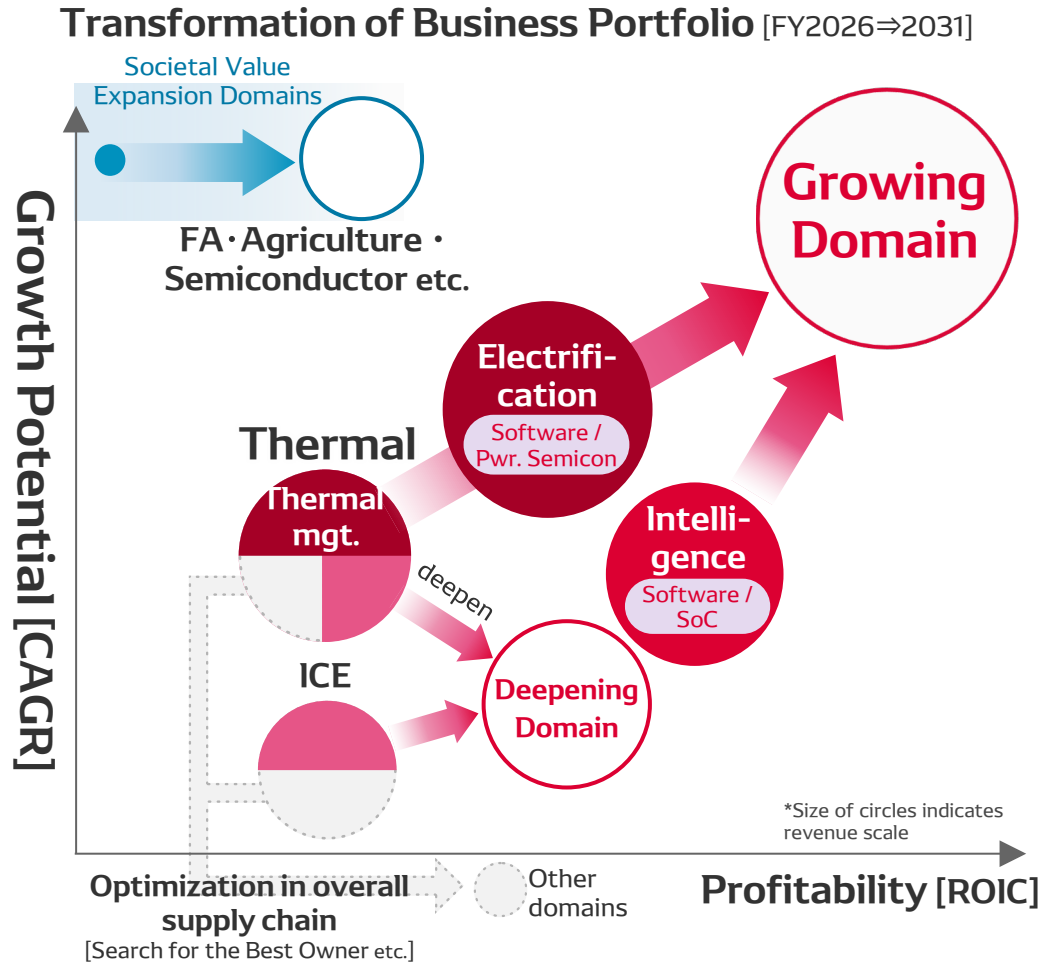 Transformation of Business Portfolio [FY2026⇒2031]
Societal Value
Expansion Domains
FA・Agriculture・
Semiconductor etc.
Growing
Domain
Growth Potential [CAGR]
Electrifi-
cation
Software /
Pwr. Semicon
Thermal
Thermal
mgt.
Intelli-
gence
Software /
SoC
deepen
ICE
Deepening
Domain
*Size of circles indicates
revenue scale
Profitability [ROIC]
Optimization in overall
supply chain
[Search for the Best Owner etc.]
Other
domains